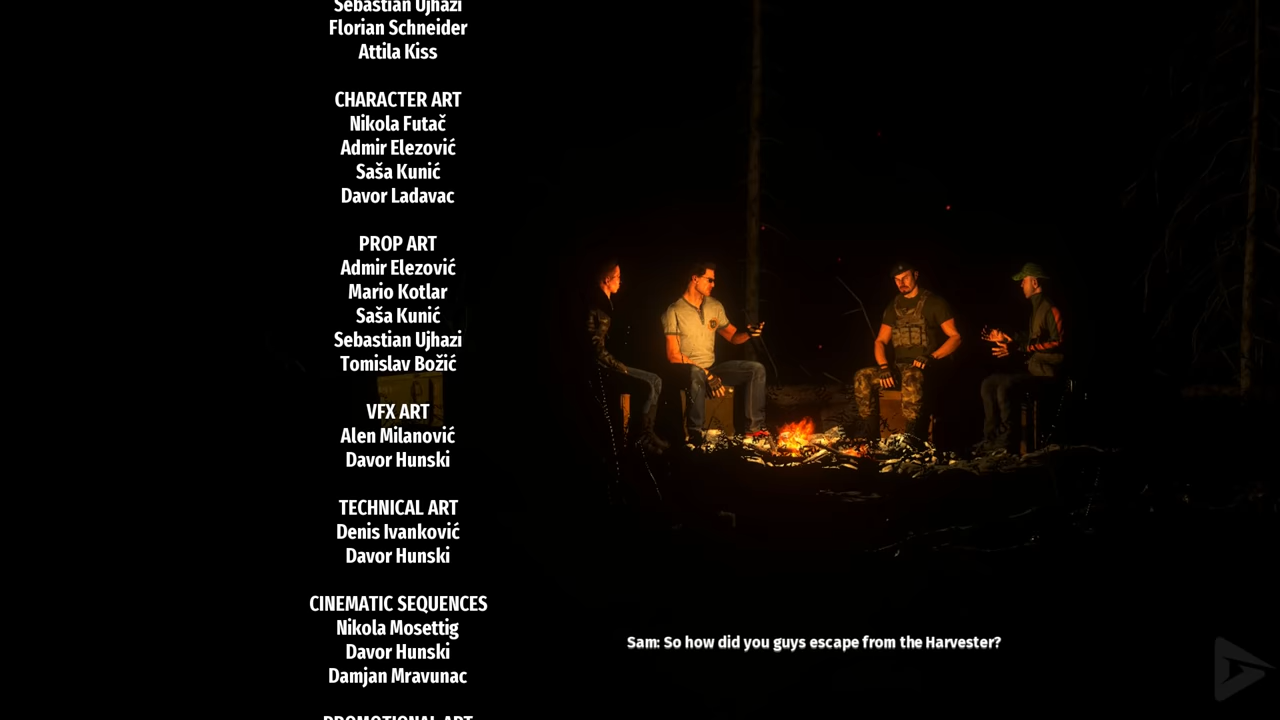 Sebastian Ujhazi
Florian Schneider
Attila Kiss
CHARACTER ART
Nikola Futač
Admir Elezović
Saša Kunić
Davor Ladavac
PROP ART
Admir Elezović
Mario Kotlar
Saša Kunić
Sebastian Ujhazi
Tomislav Božić
VFX ART
Alen Milanović
Davor Hunski
TECHNICAL ART
Denis Ivanković
Davor Hunski
CINEMATIC SEQUENCES
Nikola Mosettig
Davor Hunski
Damjan Mravunac
PROMOTIONAL ART
Sam: So how did you guys escape from the Harvester?